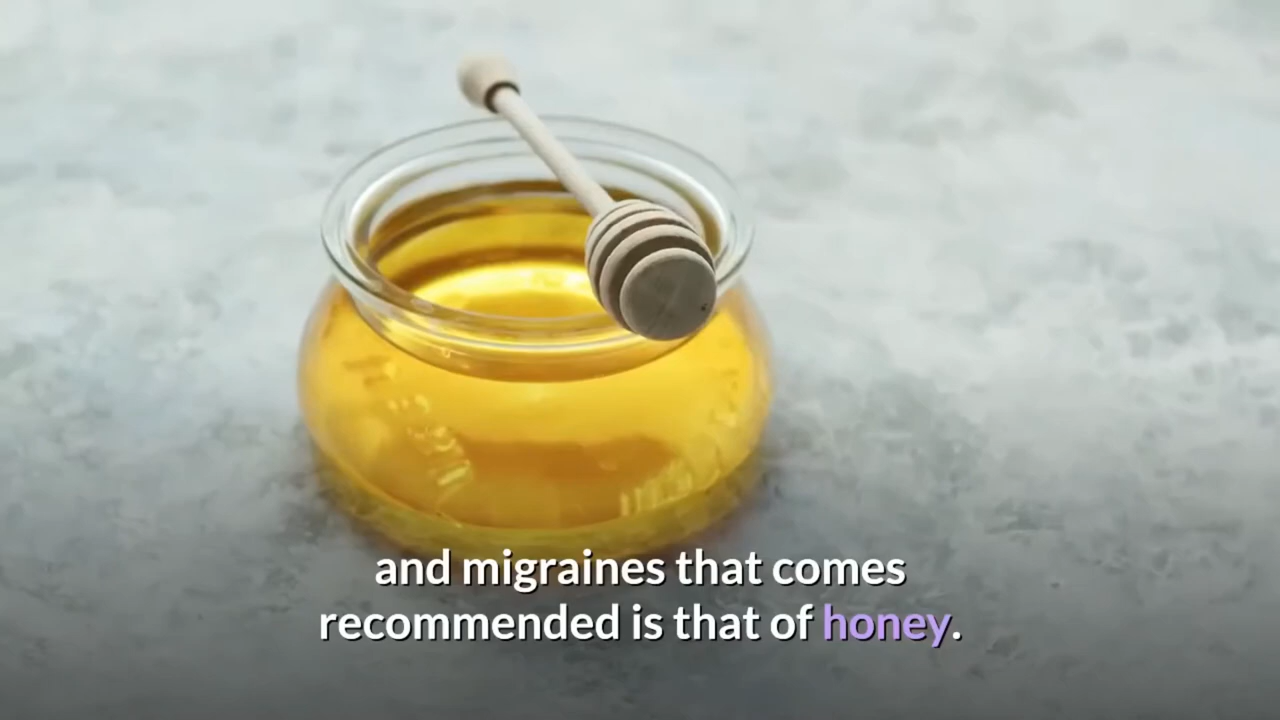 and migraines that comes
recommended is that of honey.